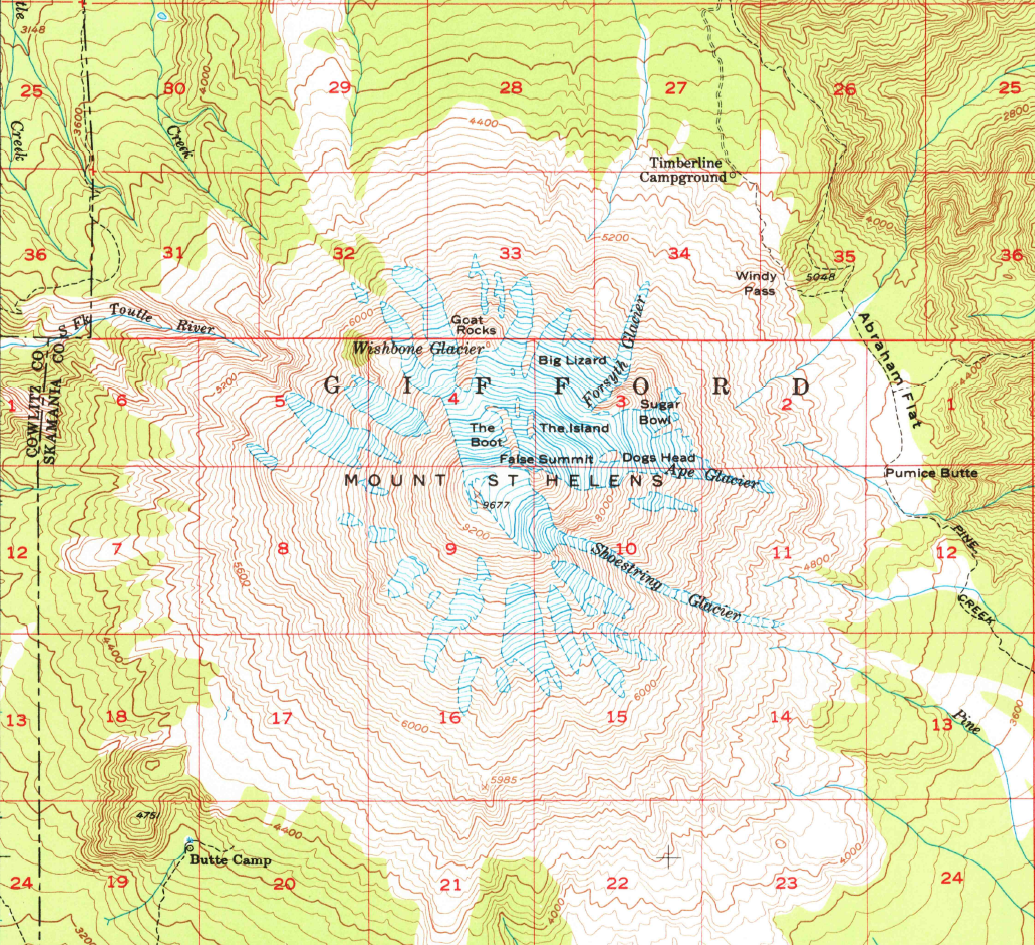 tle
3148
25
30
4000
29
28
27
26
25
3600
2800
4400
Creek
Creek
Timberline
Campground
4000
36
31
32
33
5200
34
35
36
Windy
Pass
5048
S Fk Toutle River
6000
Goat
Rocks
Wishbone Glacier
Big Lizard
Forsyth Glacier
Abraham Flat
4400
COWLITZ CO
SKAMANIA CO
5200
GIFFORD
1
6
5
4
3
2
1
Sugar
Bowl
The
Boot
The Island
False Summit
Dogs Head
Ape Glacier
Pumice Butte
MOUNT ST HELENS
9677
8000
9200
12
7
8
9
10
11
12
Shoestring Glacier
4800
PINE
CREEK
5600
4400
6000
6000
3600
13
18
17
16
15
14
13
Pine
5985
4751
4400
4000
Butte Camp
24
19
20
21
22
23
24
3200
4000